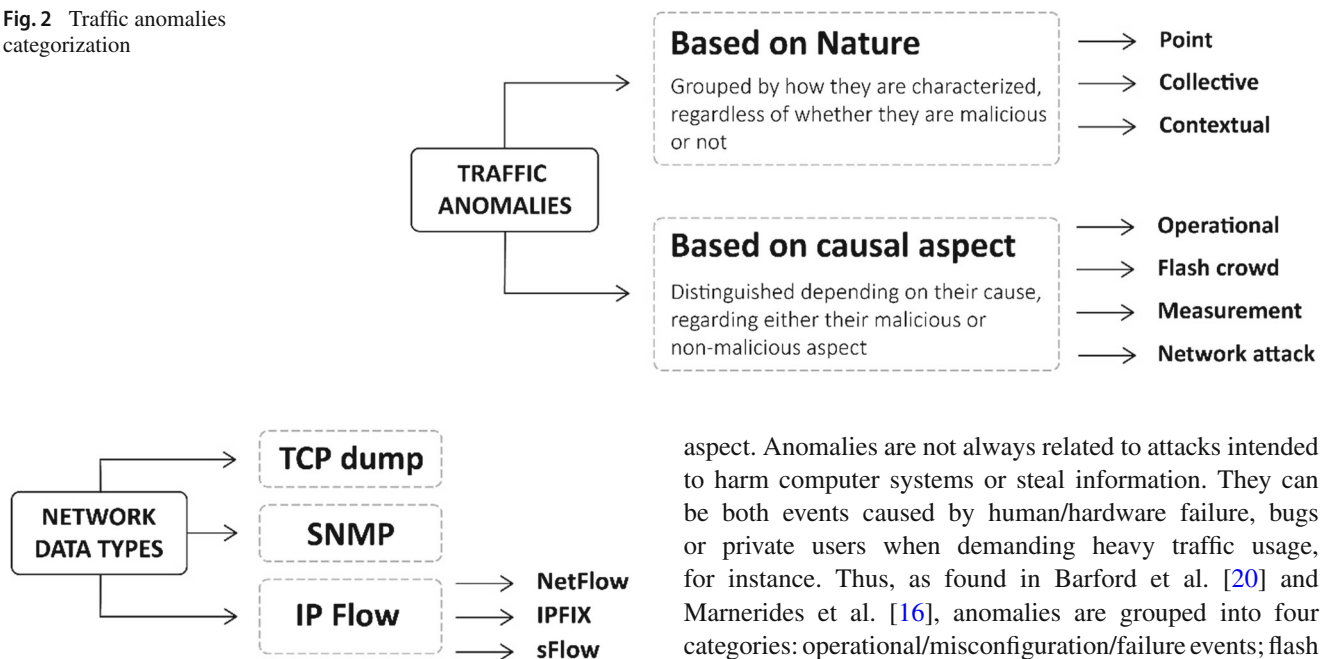 Fig. 2 Traffic anomalies
categorization
TRAFFIC
ANOMALIES
Based on Nature
Grouped by how they are characterized,
regardless of whether they are malicious
or not
Point
Collective
Contextual
Based on causal aspect
Distinguished depending on their cause,
regarding either their malicious or
non-malicious aspect
Operational
Flash crowd
Measurement
Network attack
NETWORK
DATA TYPES
TCP dump
SNMP
IP Flow
NetFlow
IPFIX
sFlow
aspect. Anomalies are not always related to attacks intended
to harm computer systems or steal information. They can
be both events caused by human/hardware failure, bugs
or private users when demanding heavy traffic usage,
for instance. Thus, as found in Barford et al. [20] and
Marnerides et al. [16], anomalies are grouped into four
categories: operational/misconfiguration/failure events; flash